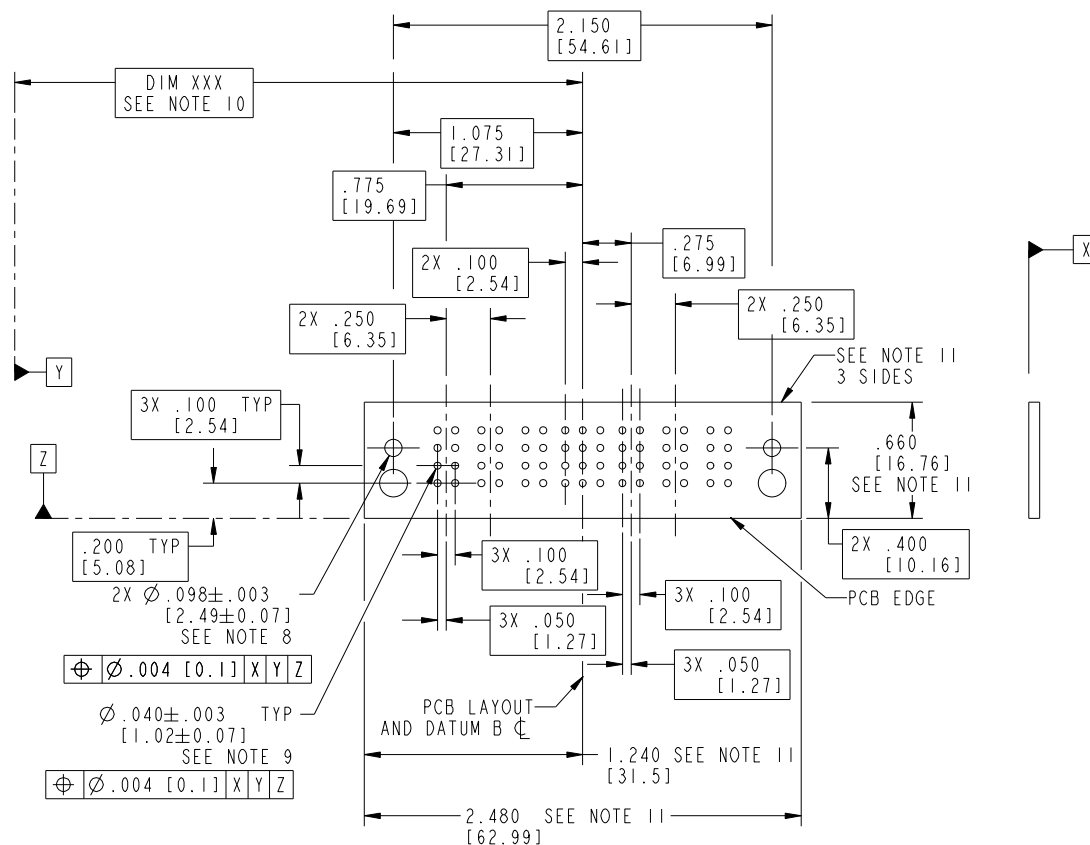 2.150
[54.61]
DIM XXX
SEE NOTE 10
1.075
[27.31]
.775
[19.69]
.275
[6.99]
X
2X .100
[2.54]
2X .250
[6.35]
2X .250
[6.35]
SEE NOTE 11
3 SIDES
Y
3X .100 TYP
[2.54]
Z
.660
[16.76]
SEE NOTE 11
.200 TYP
[5.08]
3X .100
[2.54]
2X .400
[10.16]
2X Ø .098±.003
[2.49±0.07]
SEE NOTE 8
3X .100
[2.54]
PCB EDGE
3X .050
[1.27]
⌖ Ø.004 [0.1] X Y Z
3X .050
[1.27]
Ø.040±.003 TYP
[1.02±0.07]
SEE NOTE 9
PCB LAYOUT
AND DATUM B ℄
⌖ Ø.004 [0.1] X Y Z
1.240 SEE NOTE 11
[31.5]
2.480 SEE NOTE 11
[62.99]